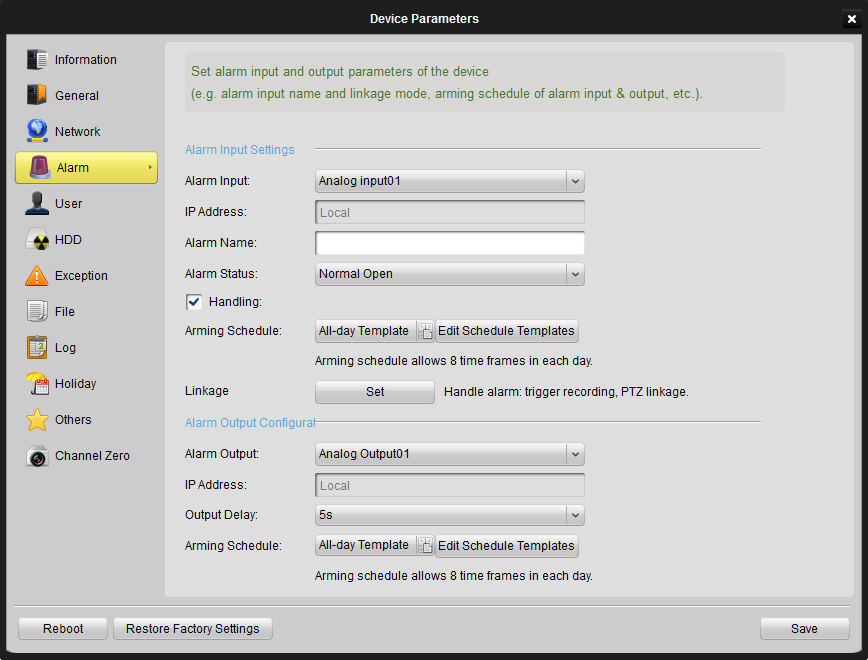 Device Parameters
Information
General
Network
Alarm
User
HDD
Exception
File
Log
Holiday
Others
Channel Zero
Set alarm input and output parameters of the device
(e.g. alarm input name and linkage mode, arming schedule of alarm input & output, etc.).
Alarm Input Settings
Alarm Input: Analog input01
IP Address: Local
Alarm Name:
Alarm Status: Normal Open
Handling:
Arming Schedule: All-day Template Edit Schedule Templates
Arming schedule allows 8 time frames in each day.
Linkage Set Handle alarm: trigger recording, PTZ linkage.
Alarm Output Configurat
Alarm Output: Analog Output01
IP Address: Local
Output Delay: 5s
Arming Schedule: All-day Template Edit Schedule Templates
Arming schedule allows 8 time frames in each day.
Reboot Restore Factory Settings Save